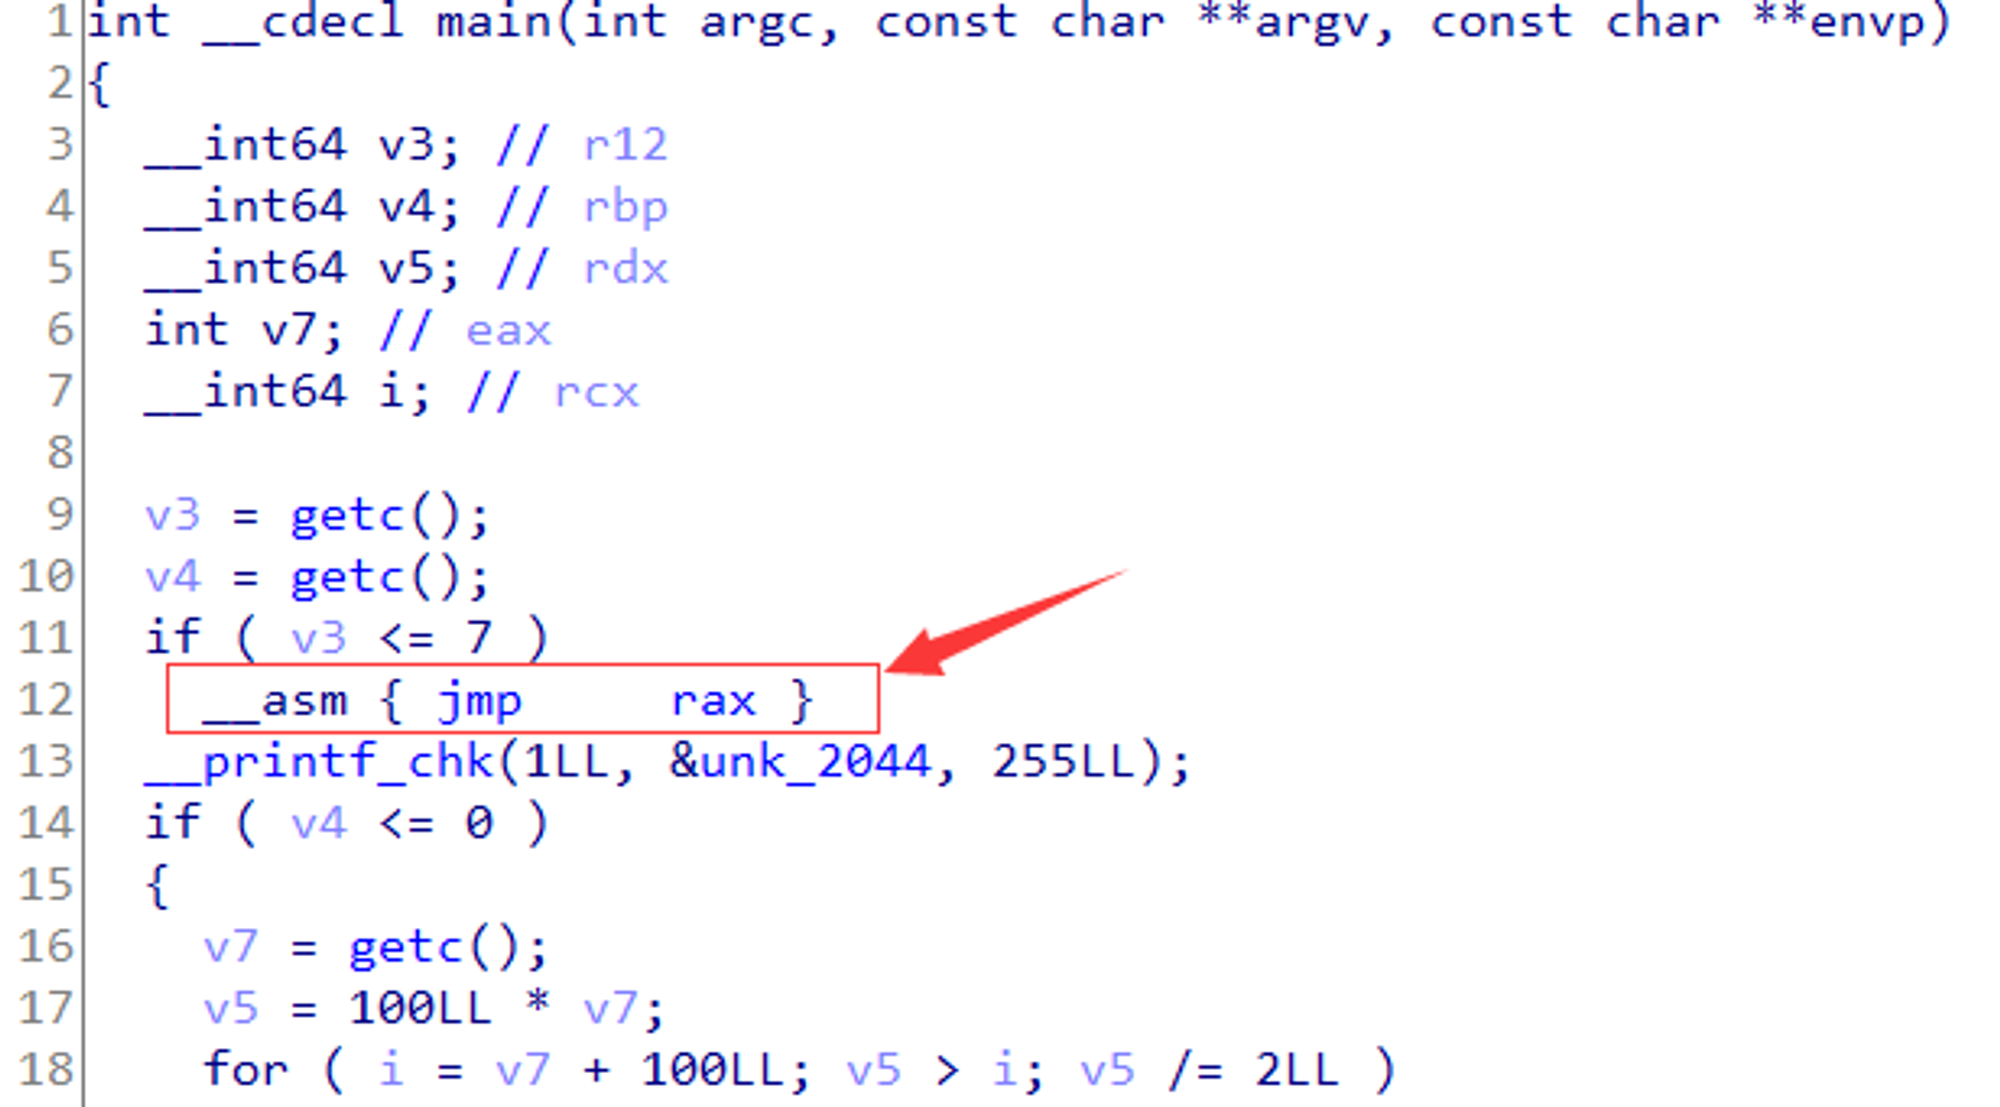 1 int __cdecl main(int argc, const char **argv, const char **envp)
2 {
3 __int64 v3; // r12
4 __int64 v4; // rbp
5 __int64 v5; // rdx
6 int v7; // eax
7 __int64 i; // rcx
8
9 v3 = getc();
10 v4 = getc();
11 if ( v3 <= 7 )
12 __asm { jmp     rax }
13 __printf_chk(1LL, &unk_2044, 255LL);
14 if ( v4 <= 0 )
15 {
16 v7 = getc();
17 v5 = 100LL * v7;
18 for ( i = v7 + 100LL; v5 > i; v5 /= 2LL )